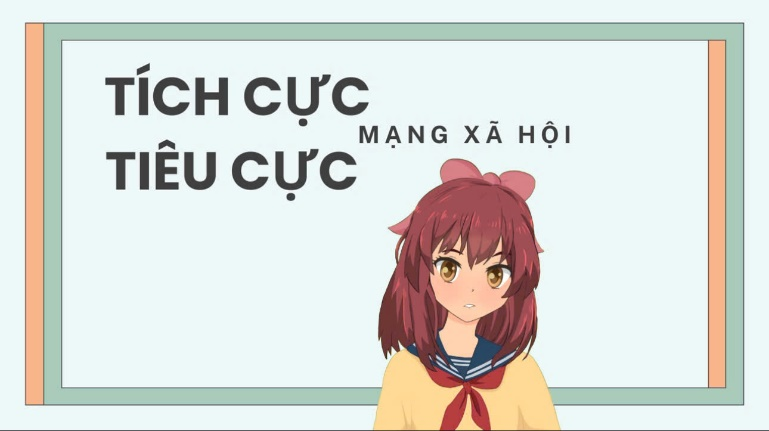 TÍCH CỰC
MẠNG XÃ HỘI
TIÊU CỰC